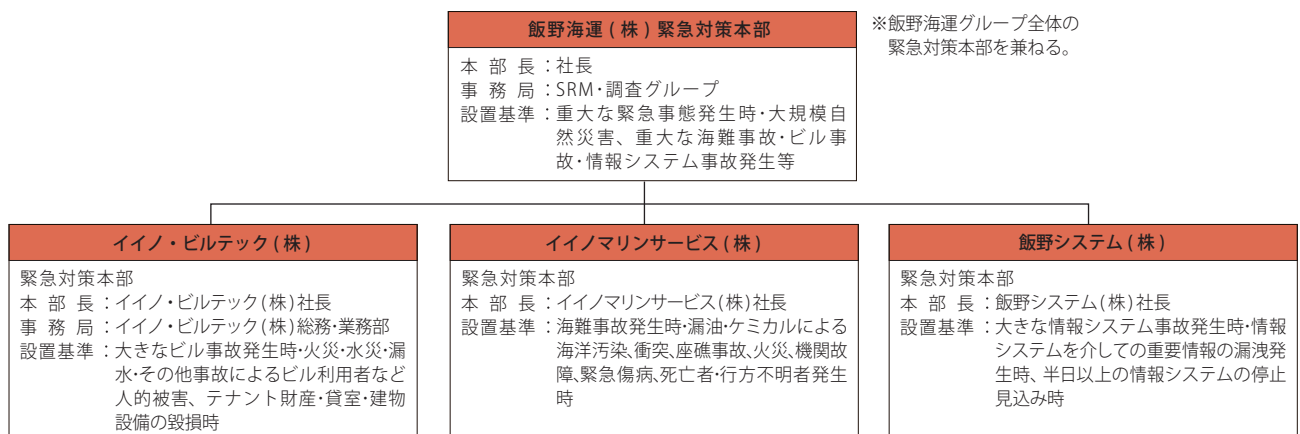 飯野海運(株)緊急対策本部
本部長：社長
事務局：SRM・調査グループ
設置基準：重大な緊急事態発生時・大規模自
然災害、重大な海難事故・ビル事
故・情報システム事故発生等
※飯野海運グループ全体の
緊急対策本部を兼ねる。
イイノ・ビルテック(株)
緊急対策本部
本部長：イイノ・ビルテック(株)社長
事務局：イイノ・ビルテック(株)総務・業務部
設置基準：大きなビル事故発生時・火災・水災・漏
水・その他事故によるビル利用者など
人的被害、テナント財産・貸室・建物
設備の毀損時
イイノマリンサービス(株)
緊急対策本部
本部長：イイノマリンサービス(株)社長
設置基準：海難事故発生時・漏油・ケミカルによる
海洋汚染、衝突、座礁事故、火災、機関故
障、緊急傷病、死亡者・行方不明者発生
時
飯野システム(株)
緊急対策本部
本部長：飯野システム(株)社長
設置基準：大きな情報システム事故発生時・情報
システムを介しての重要情報の漏洩発
生時、半日以上の情報システムの停止
見込み時